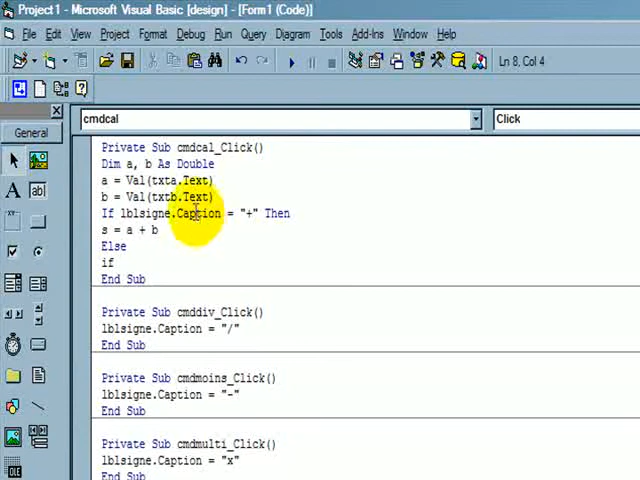 Project1 - Microsoft Visual Basic [design] - [Form1 (Code)]
File Edit View Project Format Debug Run Query Diagram Tools Add-Ins Window Help
Ln 8, Col 4
General
cmdcal Click
A ab|
OLE
Private Sub cmdcal_Click()
Dim a, b As Double
a = Val(txta.Text)
b = Val(txtb.Text)
If lblsigne.Caption = "+" Then
s = a + b
Else
if
End Sub
Private Sub cmddiv_Click()
lblsigne.Caption = "/"
End Sub
Private Sub cmdmoins_Click()
lblsigne.Caption = "-"
End Sub
Private Sub cmdmulti_Click()
lblsigne.Caption = "x"
End Sub